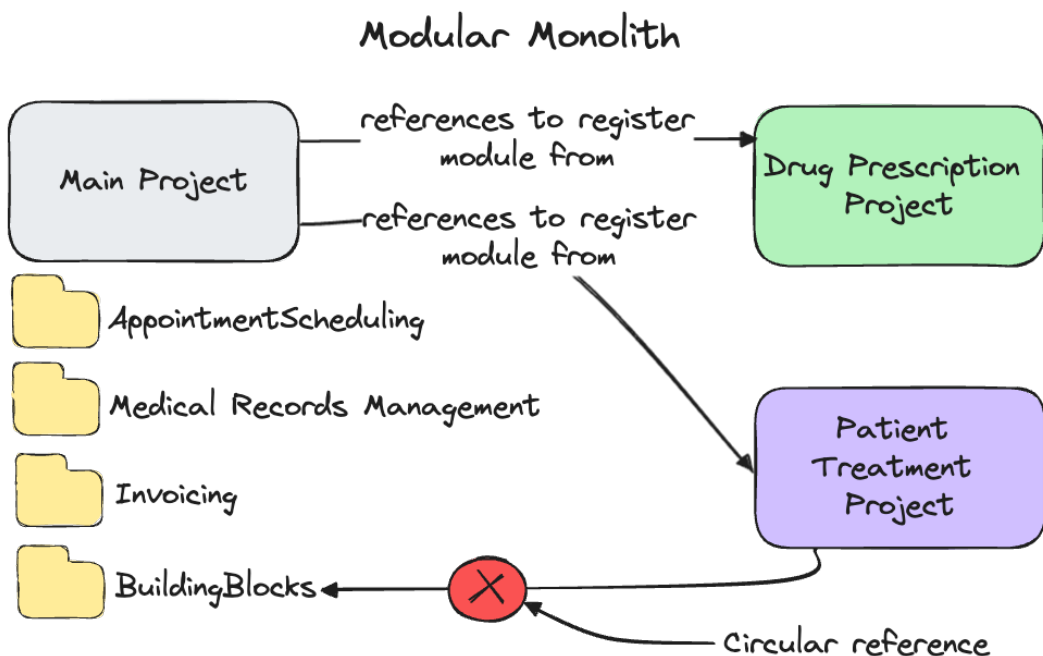 Modular Monolith
Main Project
references to register
module from
Drug Prescription
Project
references to register
module from
AppointmentScheduling
Medical Records Management
Invoicing
BuildingBlocks
Patient
Treatment
Project
X
Circular reference